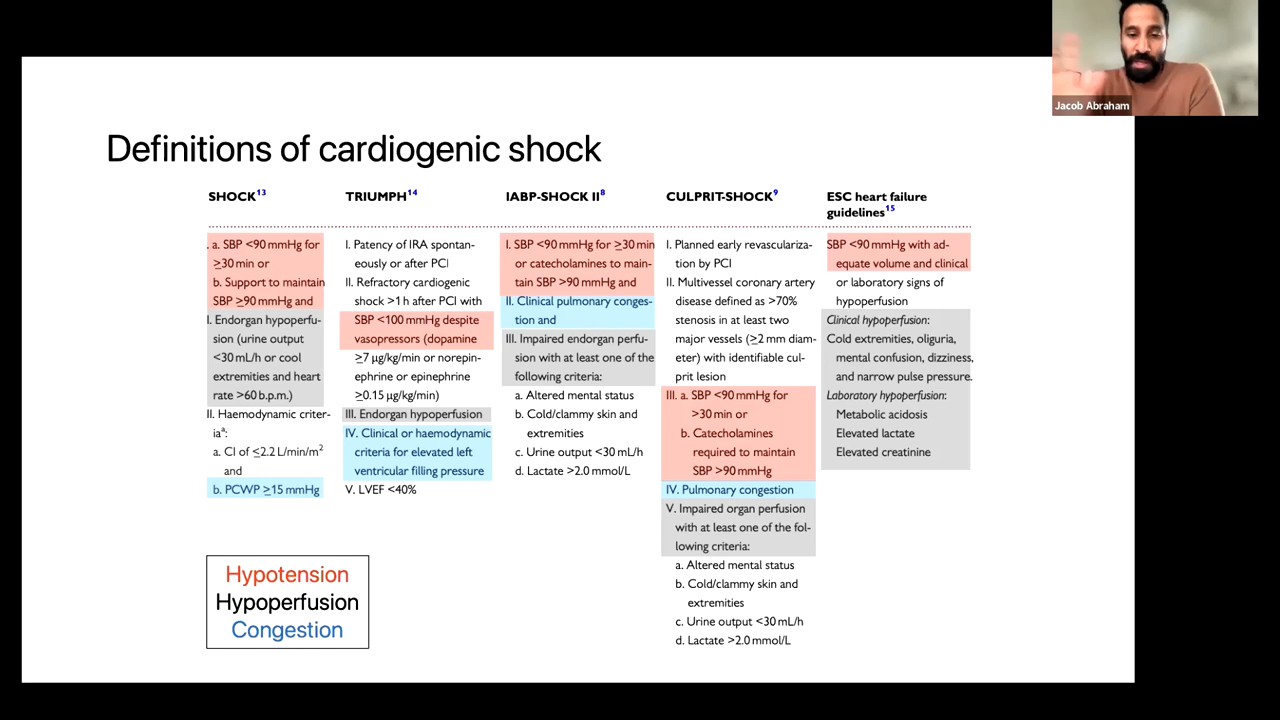 Jacob Abraham
Definitions of cardiogenic shock
SHOCK13
. a. SBP <90 mmHg for
≥30 min or
b. Support to maintain
SBP ≥90 mmHg and
I. Endorgan hypoperfu-
sion (urine output
<30 mL/h or cool
extremities and heart
rate >60 b.p.m.)
II. Haemodynamic criter-
iaa:
a. CI of ≤2.2 L/min/m2
and
b. PCWP ≥15 mmHg
TRIUMPH14
I. Patency of IRA spontan-
eously or after PCI
II. Refractory cardiogenic
shock >1 h after PCI with
SBP <100 mmHg despite
vasopressors (dopamine
≥7 µg/kg/min or norepin-
ephrine or epinephrine
≥0.15 µg/kg/min)
III. Endorgan hypoperfusion
IV. Clinical or haemodynamic
criteria for elevated left
ventricular filling pressure
V. LVEF <40%
IABP-SHOCK II8
I. SBP <90 mmHg for ≥30 min
or catecholamines to main-
tain SBP >90 mmHg and
II. Clinical pulmonary conges-
tion and
III. Impaired endorgan perfu-
sion with at least one of the
following criteria:
a. Altered mental status
b. Cold/clammy skin and
extremities
c. Urine output <30 mL/h
d. Lactate >2.0 mmol/L
CULPRIT-SHOCK9
I. Planned early revasculariza-
tion by PCI
II. Multivessel coronary artery
disease defined as >70%
stenosis in at least two
major vessels (≥2 mm diam-
eter) with identifiable cul-
prit lesion
III. a. SBP <90 mmHg for
>30 min or
b. Catecholamines
required to maintain
SBP >90 mmHg
IV. Pulmonary congestion
V. Impaired organ perfusion
with at least one of the fol-
lowing criteria:
a. Altered mental status
b. Cold/clammy skin and
extremities
c. Urine output <30 mL/h
d. Lactate >2.0 mmol/L
ESC heart failure
guidelines15
SBP <90 mmHg with ad-
equate volume and clinical
or laboratory signs of
hypoperfusion
Clinical hypoperfusion:
Cold extremities, oliguria,
mental confusion, dizziness,
and narrow pulse pressure.
Laboratory hypoperfusion:
Metabolic acidosis
Elevated lactate
Elevated creatinine
Hypotension
Hypoperfusion
Congestion